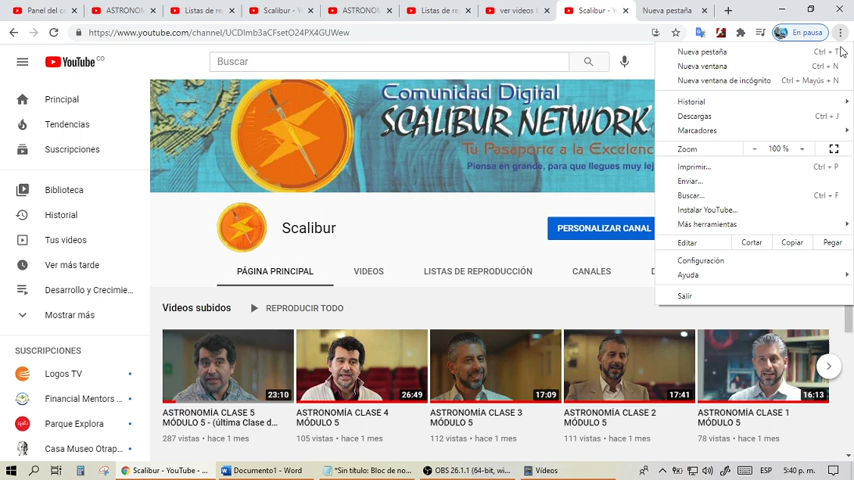 Panel del c
ASTRONO
Listas de re
Scalibur - Y
ASTRONO
Listas de re
ver videos
Scalibur - Y
Nueva pestaña
https://www.youtube.com/channel/UCDImb3aCFsetO24PX4GUWew
En pausa
YouTube CO
Buscar
Principal
Tendencias
Suscripciones
Biblioteca
Historial
Tus videos
Ver más tarde
Desarrollo y Crecimie...
Mostrar más
SUSCRIPCIONES
Logos TV
Financial Mentors ...
Parque Explora
Casa Museo Otrap...
Comunidad Digital
SCALIBUR NETWORK
Tu Pasaporte a la Excelenc
Piensa en grande, para que llegues muy lej
Scalibur
PERSONALIZAR CANAL
PÁGINA PRINCIPAL
VIDEOS
LISTAS DE REPRODUCCIÓN
CANALES
D
Videos subidos
REPRODUCIR TODO
23:10
26:49
17:09
17:41
16:13
ASTRONOMÍA CLASE 5
MÓDULO 5 - (última Clase d...
287 vistas • hace 1 mes
ASTRONOMÍA CLASE 4
MÓDULO 5
105 vistas • hace 1 mes
ASTRONOMÍA CLASE 3
MÓDULO 5
112 vistas • hace 1 mes
ASTRONOMÍA CLASE 2
MÓDULO 5
111 vistas • hace 1 mes
ASTRONOMÍA CLASE 1
MÓDULO 5
78 vistas • hace 1 mes
Nueva pestaña Ctrl + T
Nueva ventana Ctrl + N
Nueva ventana de incógnito Ctrl + Mayús + N
Historial
Descargas Ctrl + J
Marcadores
Zoom - 100 % +
Imprimir... Ctrl + P
Enviar...
Buscar... Ctrl + F
Instalar YouTube...
Más herramientas
Editar Cortar Copiar Pegar
Configuración
Ayuda
Salir
Scalibur - YouTube - ...
Documento1 - Word
*Sin título: Bloc de no...
OBS 26.1.1 (64-bit, wi...
Videos
ESP
5:40 p. m.